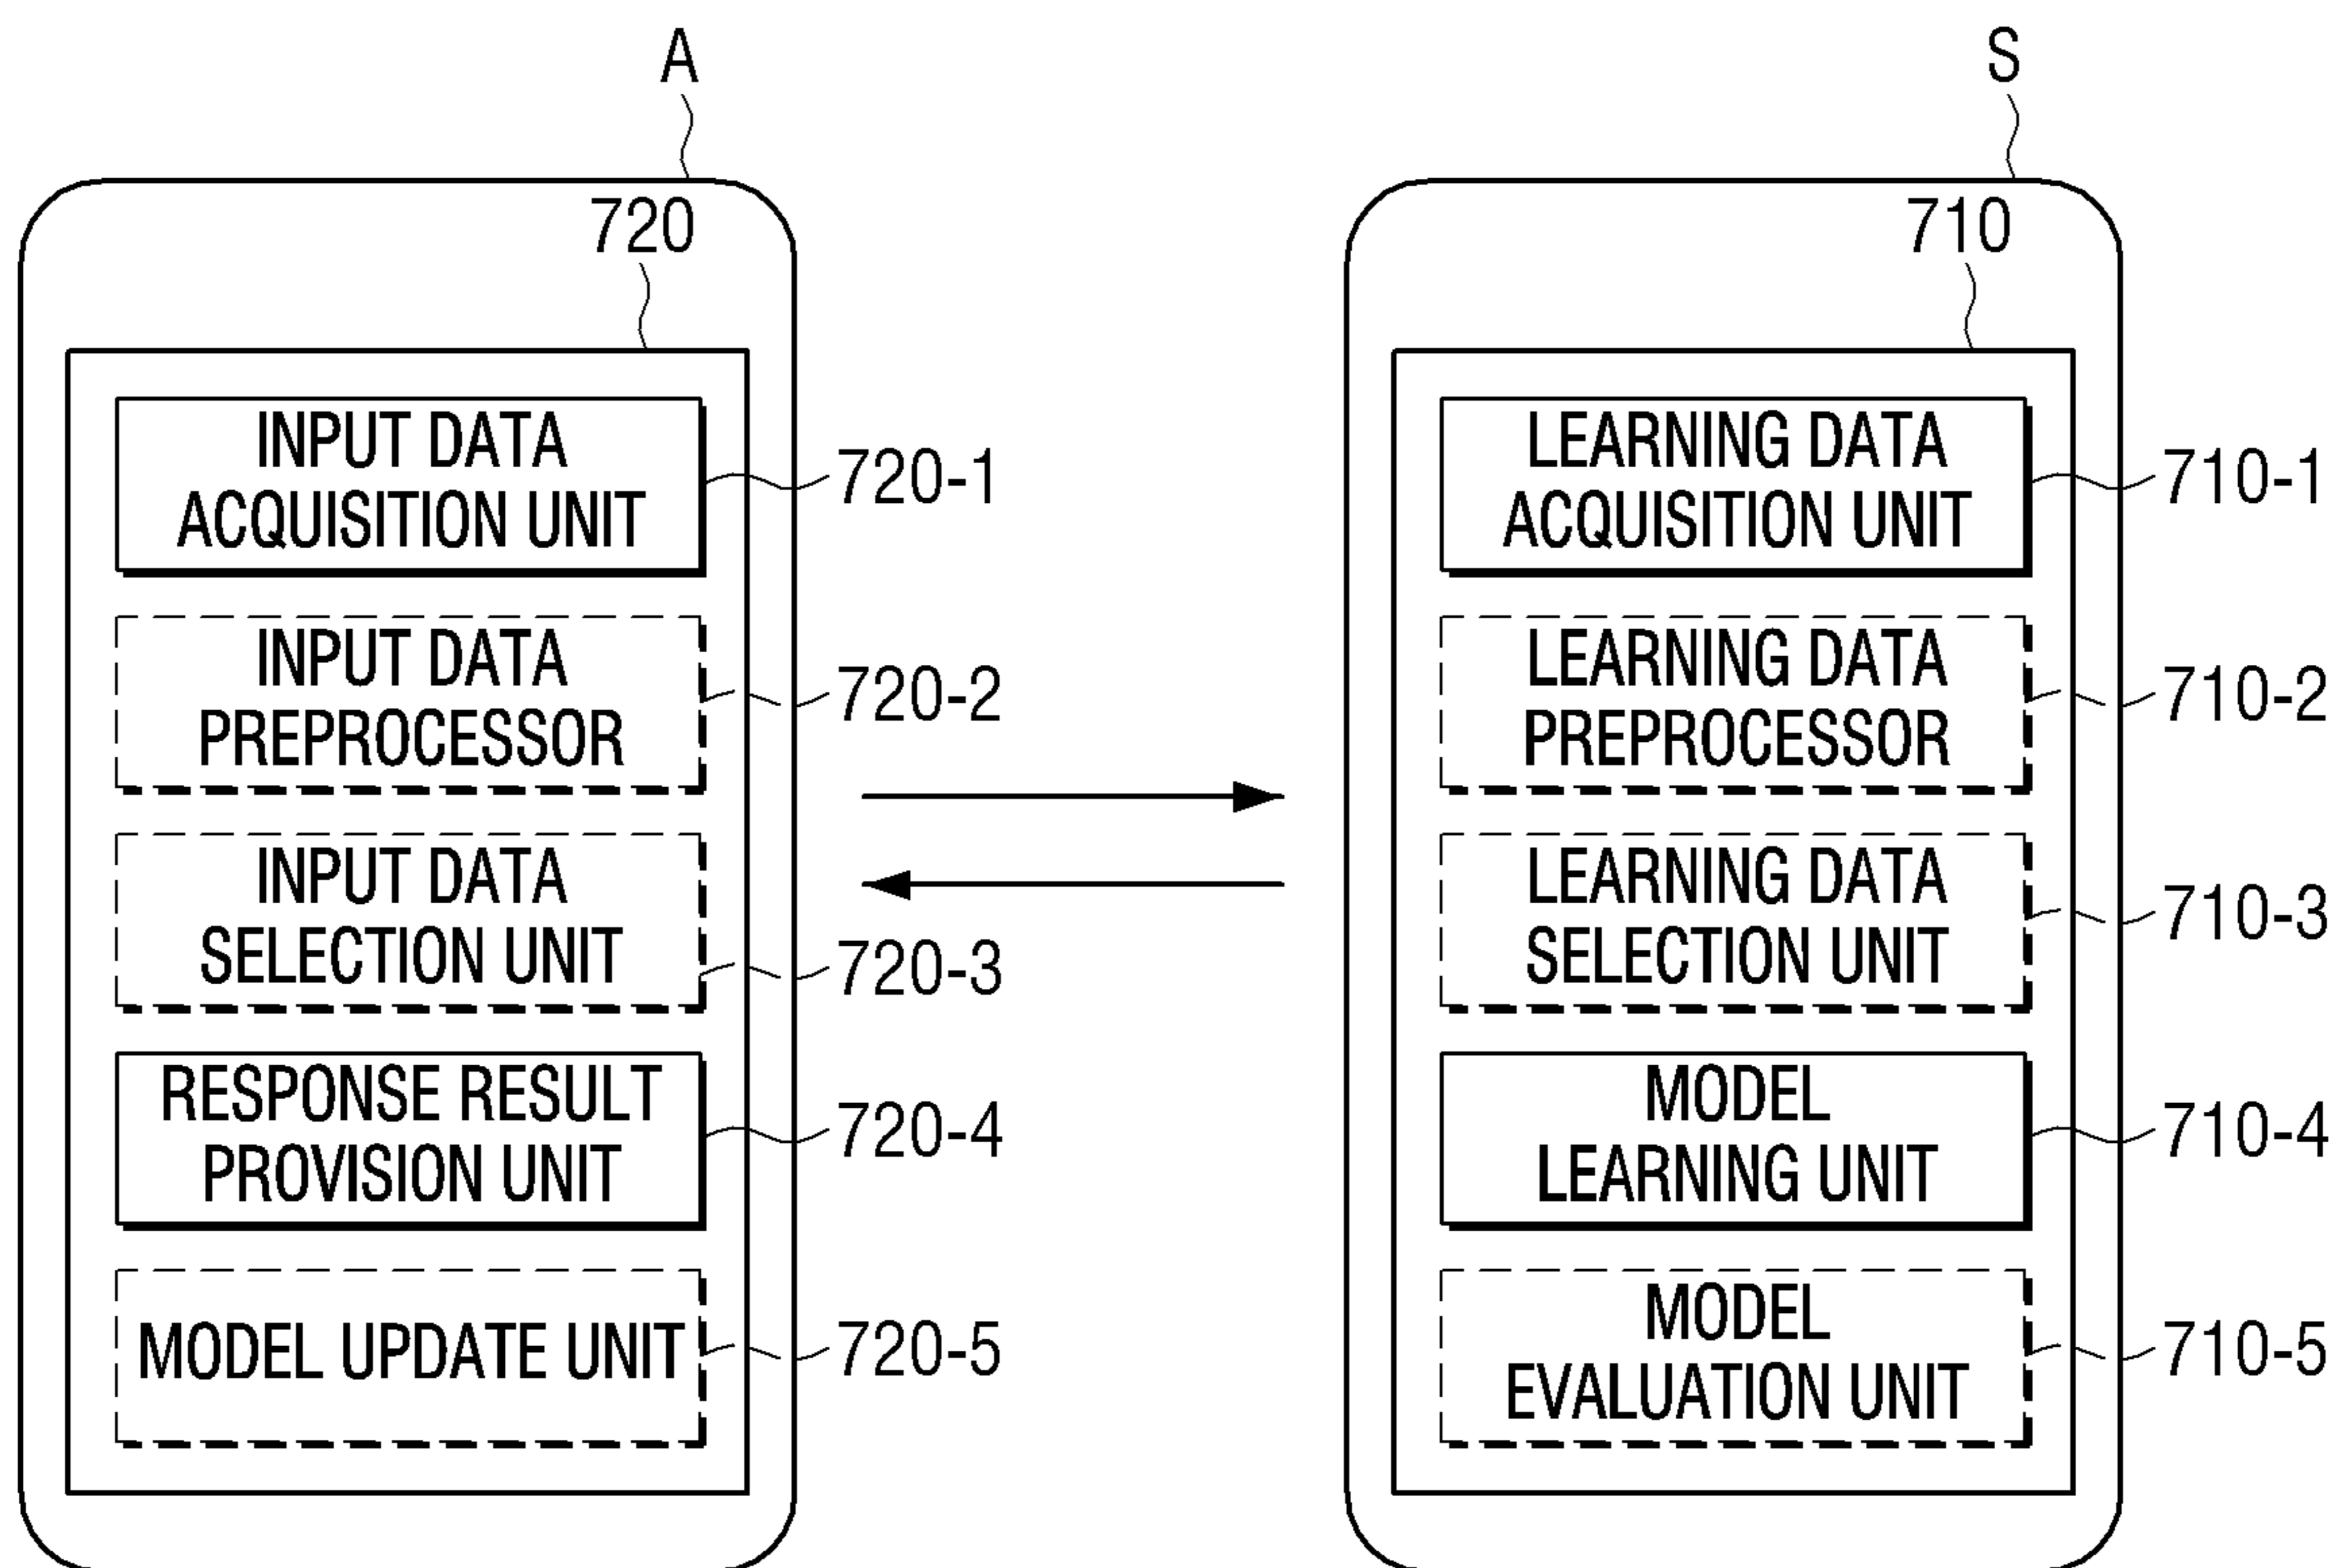 A
720
INPUT DATA
ACQUISITION UNIT
720-1
INPUT DATA
PREPROCESSOR
720-2
INPUT DATA
SELECTION UNIT
720-3
RESPONSE RESULT
PROVISION UNIT
720-4
MODEL UPDATE UNIT
720-5
S
710
LEARNING DATA
ACQUISITION UNIT
710-1
LEARNING DATA
PREPROCESSOR
710-2
LEARNING DATA
SELECTION UNIT
710-3
MODEL
LEARNING UNIT
710-4
MODEL
EVALUATION UNIT
710-5